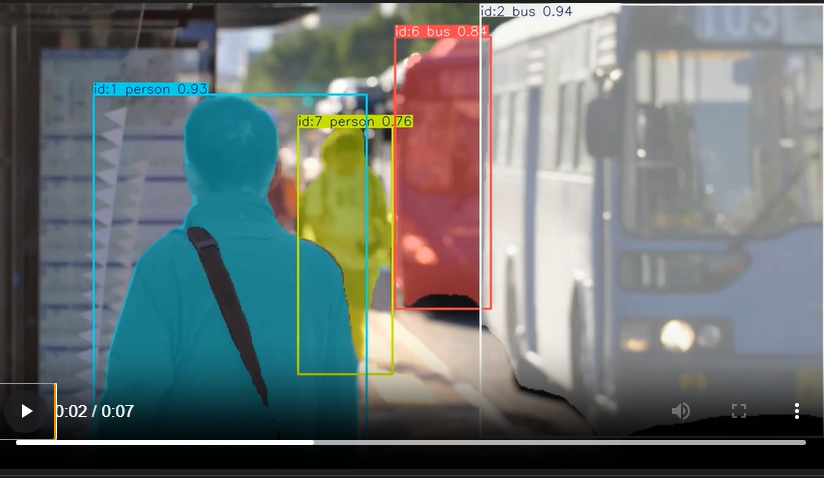 id:2 bus 0.94
id:6 bus 0.84
id:1 person 0.93
id:7 person 0.76
103
0:02 / 0:07